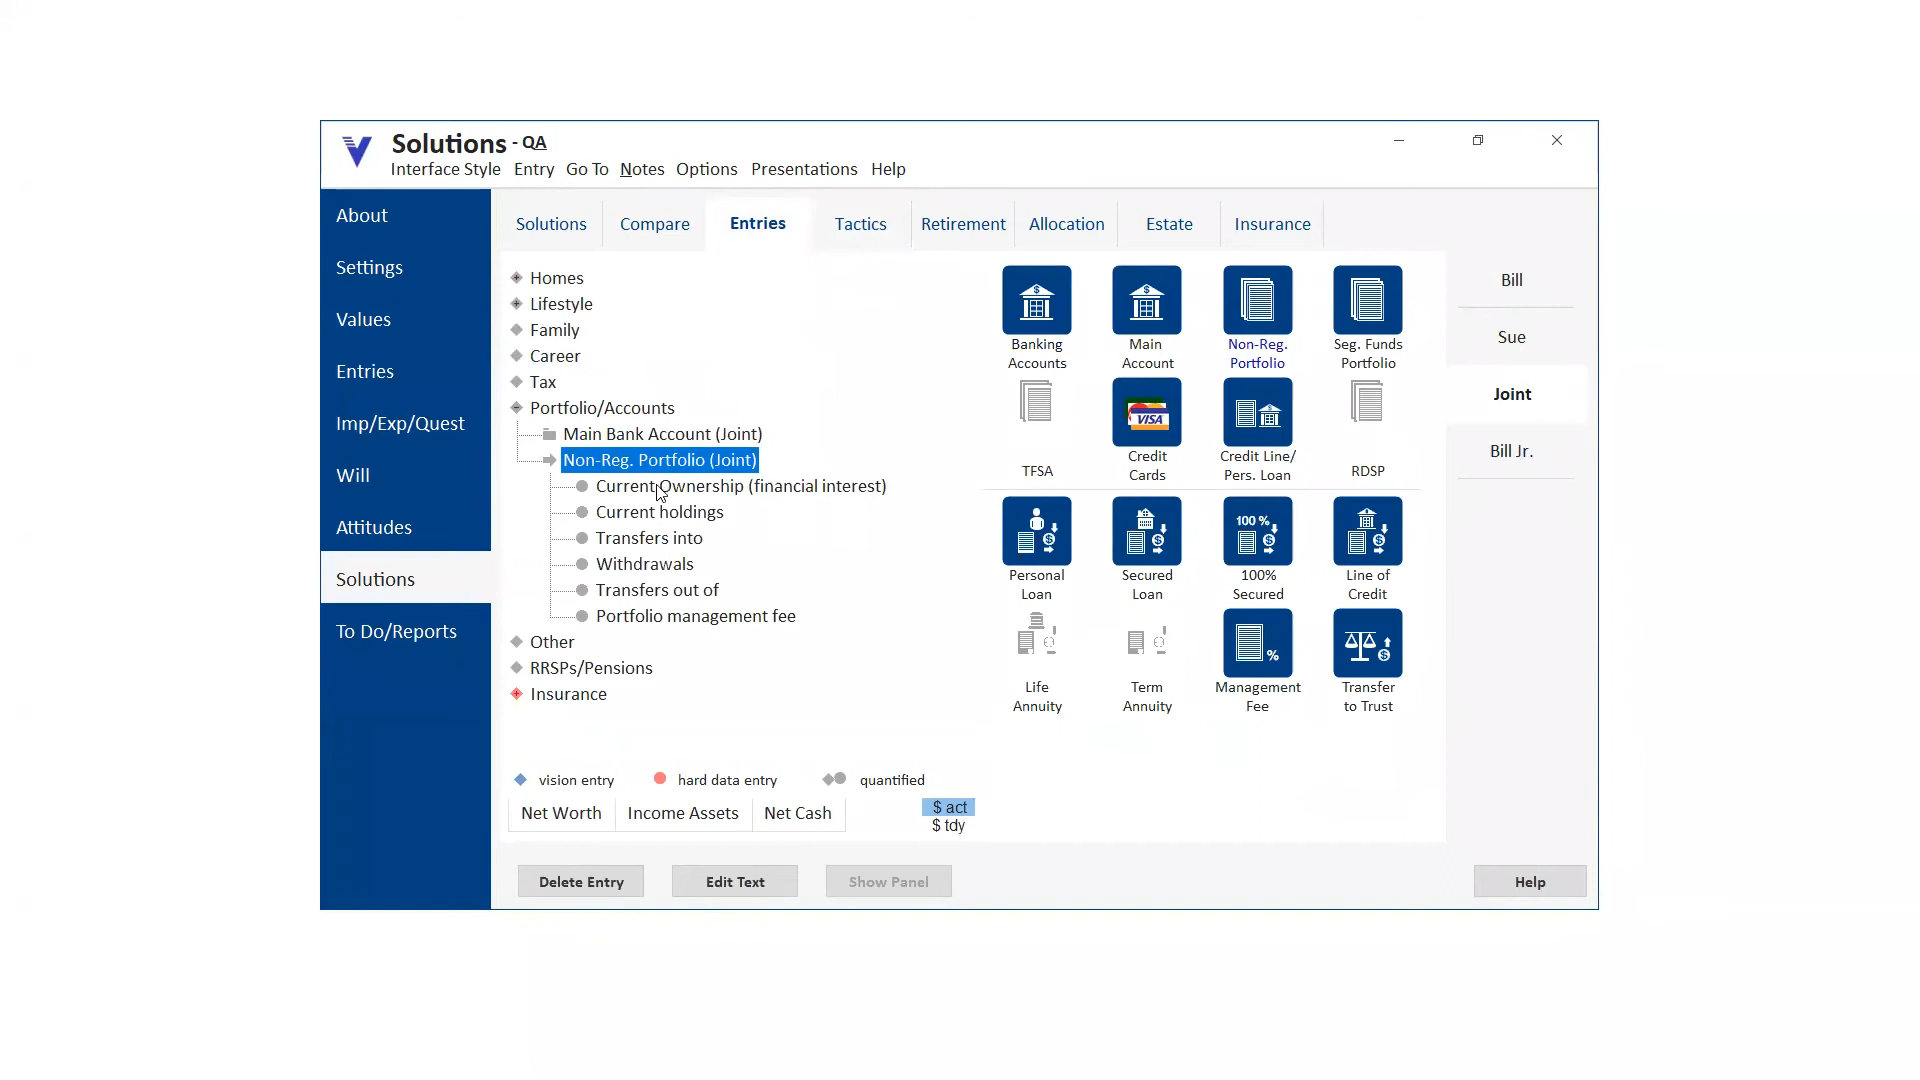 Solutions - QA
Interface Style Entry Go To Notes Options Presentations Help
About
Settings
Values
Entries
Imp/Exp/Quest
Will
Attitudes
Solutions
To Do/Reports
Solutions Compare Entries Tactics Retirement Allocation Estate Insurance
Homes
Lifestyle
Family
Career
Tax
Portfolio/Accounts
Main Bank Account (Joint)
Non-Reg. Portfolio (Joint)
Current Ownership (financial interest)
Current holdings
Transfers into
Withdrawals
Transfers out of
Portfolio management fee
Other
RRSPs/Pensions
Insurance
Banking Accounts
Main Account
Non-Reg. Portfolio
Seg. Funds Portfolio
TFSA
VISA
Credit Cards
Credit Line/ Pers. Loan
RDSP
Personal Loan
Secured Loan
100 %
100% Secured
Line of Credit
Life Annuity
Term Annuity
%
Management Fee
Transfer to Trust
Bill
Sue
Joint
Bill Jr.
vision entry hard data entry quantified
Net Worth Income Assets Net Cash
$ act
$ tdy
Delete Entry Edit Text Show Panel Help